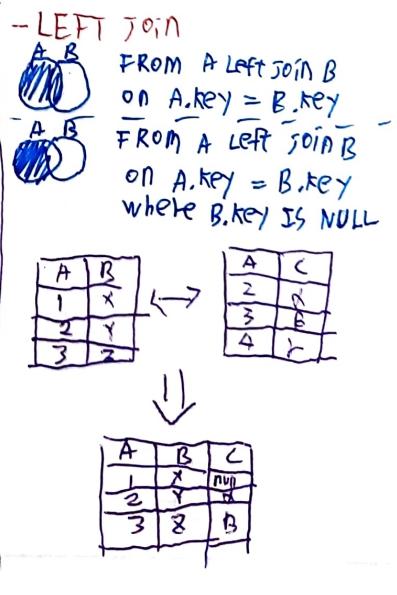 - LEFT Join
A B
FROM A Left Join B
on A.key = B.key
A B
FROM A Left join B
on A.key = B.key
where B.key IS NULL
A B
1 X
2 Y
3 Z
A C
2 α
3 B
4
A B C
1 X null
2 Y α
3 Z B